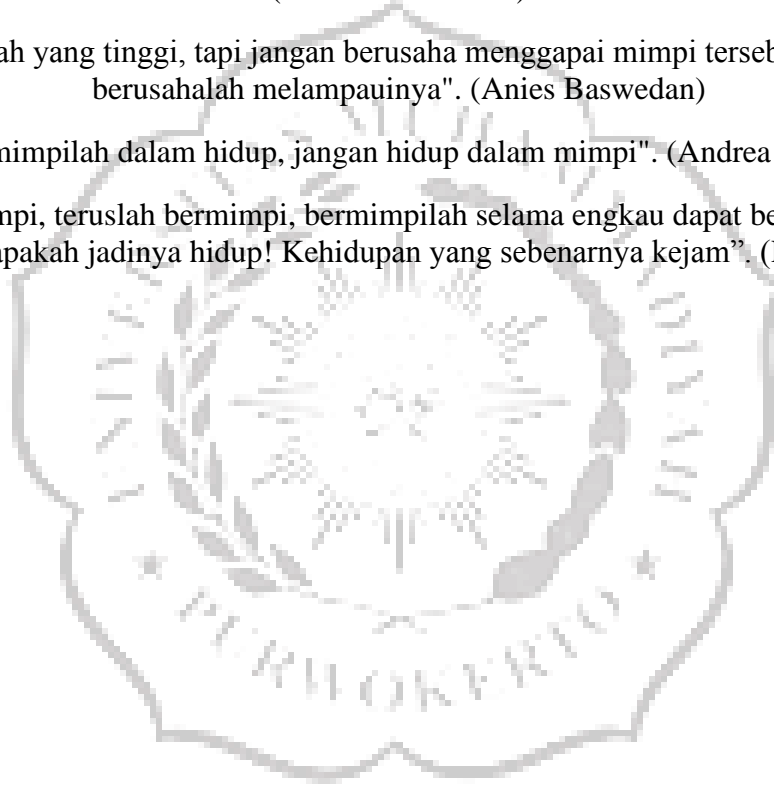 ah yang tinggi, tapi jangan berusaha menggapai mimpi terseb
berusahalah melampauinya". (Anies Baswedan)
mimpilah dalam hidup, jangan hidup dalam mimpi". (Andrea
mpi, teruslah bermimpi, bermimpilah selama engkau dapat be
apakah jadinya hidup! Kehidupan yang sebenarnya kejam”. (
PURWOKERTO